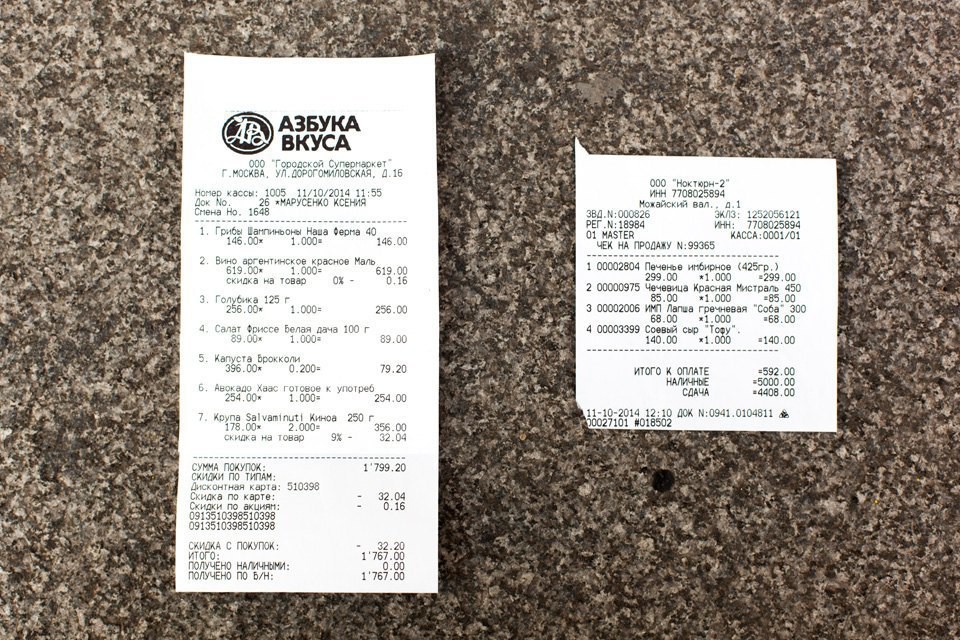 АЗБУКА
ВКУСА
ООО "Городской Супермаркет"
Г.МОСКВА, УЛ.ДОРОГОМИЛОВСКАЯ, Д.16
Номер кассы: 1005 11/10/2014 11:55
Док No. 26 *МАРУСЕНКО КСЕНИЯ
Смена No. 1648
1. Грибы Шампиньоны Наша Ферма 40
146.00* 1.000= 146.00
2. Вино аргентинское красное Маль
619.00* 1.000= 619.00
скидка на товар 0% - 0.16
3. Голубика 125 г
256.00* 1.000= 256.00
4. Салат Фриссе Белая дача 100 г
89.00* 1.000= 89.00
5. Капуста Брокколи
396.00* 0.200= 79.20
6. Авокадо Хаас готовое к употреб
254.00* 1.000= 254.00
7. Крупа Salvaminuti Киноа 250 г
178.00* 2.000= 356.00
скидка на товар 9% - 32.04
СУММА ПОКУПОК: 1'799.20
СКИДКИ ПО ТИПАМ:
Дисконтная карта: 510398
Скидка по карте: - 32.04
Скидки по акциям: - 0.16
0913510398510398
0913510398510398
СКИДКА С ПОКУПОК: - 32.20
ИТОГО: 1'767.00
ПОЛУЧЕНО НАЛИЧНЫМИ: 0.00
ПОЛУЧЕНО ПО Б/Н: 1'767.00
ООО "Ноктюрн-2"
ИНН 7708025894
Можайский вал., д.1
ЗВД.N:000826 ЭКЛЗ: 1252056121
РЕГ.N:18984 ИНН: 7708025894
01 MASTER КАССА:0001/01
ЧЕК НА ПРОДАЖУ N:99365
1 00002804 Печенье имбирное (425гр.)
299.00 *1.000 =299.00
2 00000975 Чечевица Красная Мистраль 450
85.00 *1.000 =85.00
3 00002006 ИМП Лапша гречневая "Соба" 300
68.00 *1.000 =68.00
4 00003399 Соевый сыр "Тофу".
140.00 *1.000 =140.00
ИТОГО К ОПЛАТЕ =592.00
НАЛИЧНЫЕ =5000.00
СДАЧА =4408.00
11-10-2014 12:10 ДОК N:0941.0104811
00027101 #018502